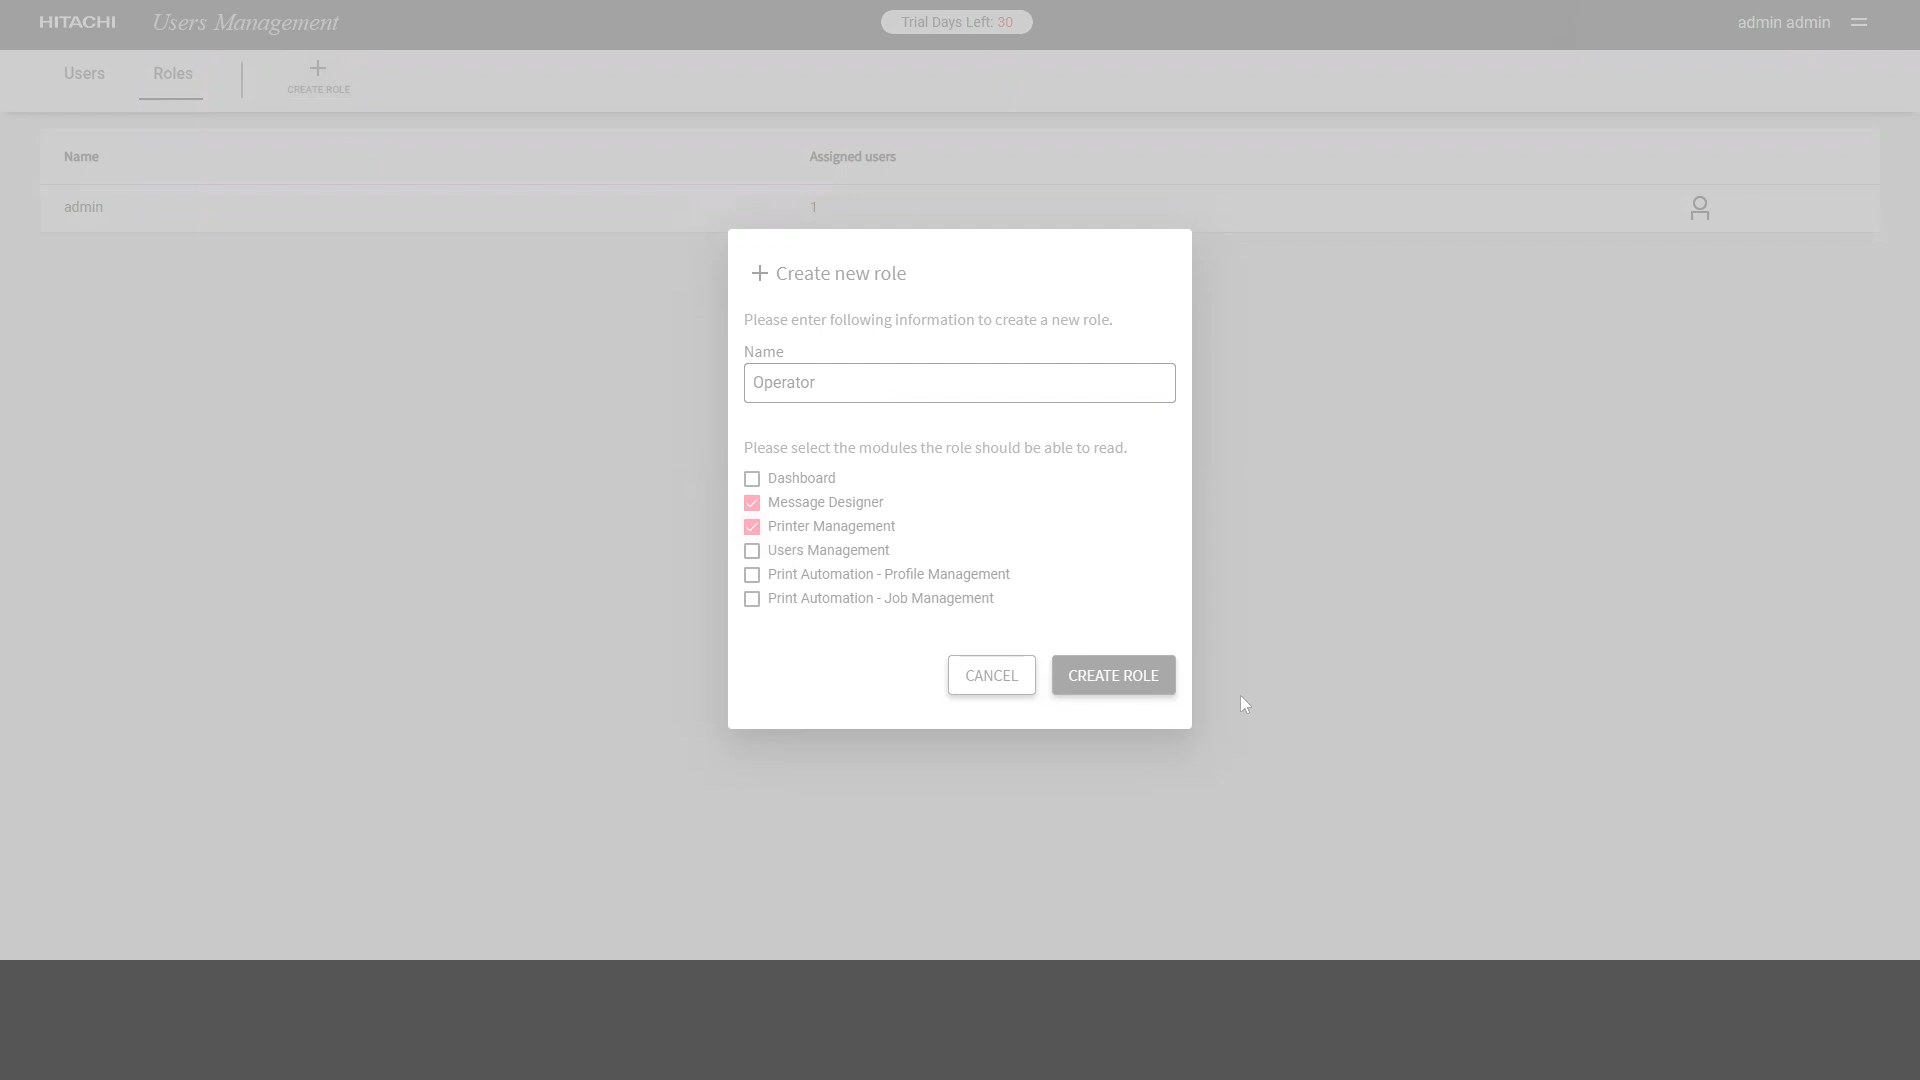 HITACHI Users Management Trial Days Left: 30 admin admin
Users Roles CREATE ROLE
Name Assigned users
admin 1
Create new role
Please enter following information to create a new role.
Name
Operator
Please select the modules the role should be able to read.
Dashboard
Message Designer
Printer Management
Users Management
Print Automation - Profile Management
Print Automation - Job Management
CANCEL CREATE ROLE